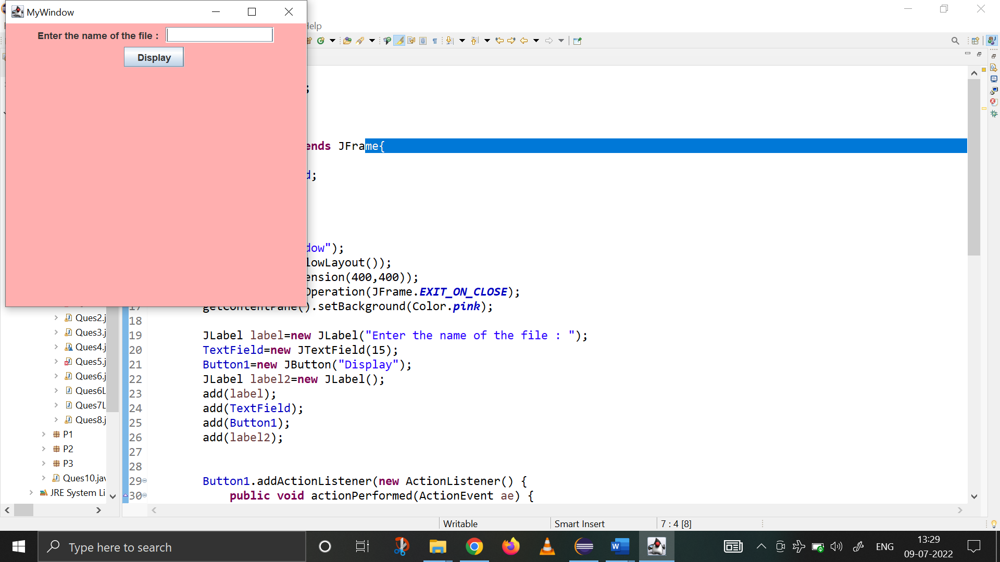 MyWindow
Enter the name of the file :
Display
Help
;
ends JFrame{
d;
dow");
lowLayout());
ension(400,400));
Operation(JFrame.EXIT_ON_CLOSE);
17 getContentPane().setBackground(Color.pink);
18
19 JLabel label=new JLabel("Enter the name of the file : ");
20 TextField=new JTextField(15);
21 Button1=new JButton("Display");
22 JLabel label2=new JLabel();
23 add(label);
24 add(TextField);
25 add(Button1);
26 add(label2);
27
28
29 Button1.addActionListener(new ActionListener() {
30 public void actionPerformed(ActionEvent ae) {
Ques2.j
Ques3.j
Ques4.j
Ques5.j
Ques6.j
Ques6L
Ques7L
Ques8.j
P1
P2
P3
Ques10.jav
JRE System Li
Writable Smart Insert 7 : 4 [8]
Type here to search
ENG
13:29
09-07-2022